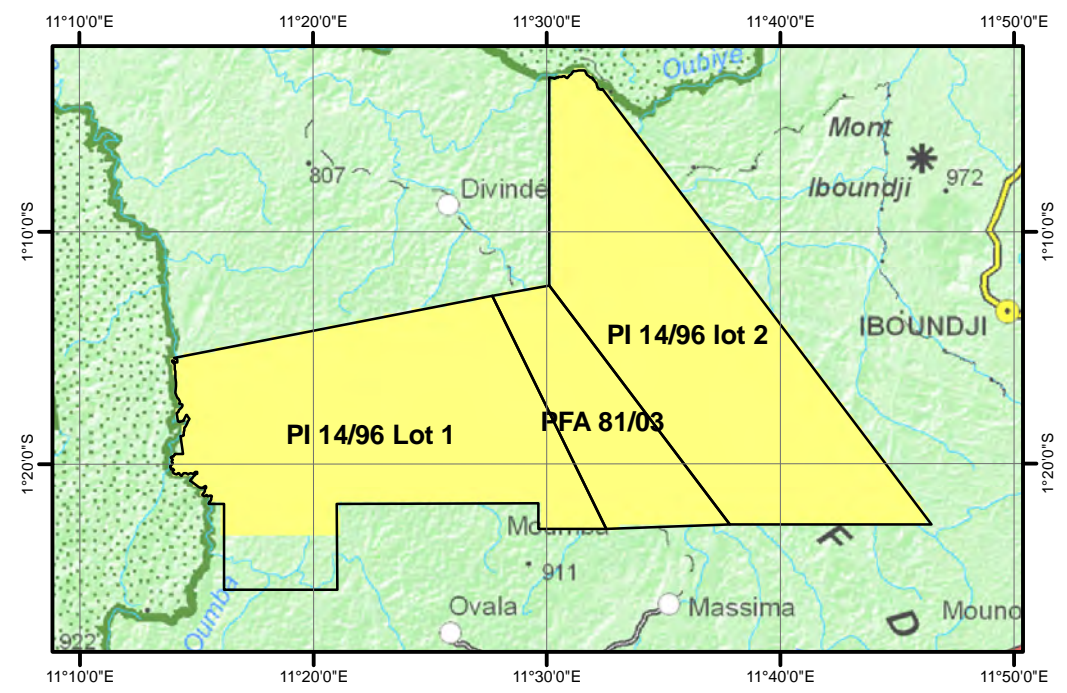 11°10'0"E 11°20'0"E 11°30'0"E 11°40'0"E 11°50'0"E
Oubive
Mont
Iboundji
972
807
Divindé
1°10'0"S 1°10'0"S
IBOUNDJI
PI 14/96 lot 2
PFA 81/03
PI 14/96 Lot 1
1°20'0"S 1°20'0"S
Moumba
F
911
Oumba
Ovala
Massima
Mouno
D
922
11°10'0"E 11°20'0"E 11°30'0"E 11°40'0"E 11°50'0"E